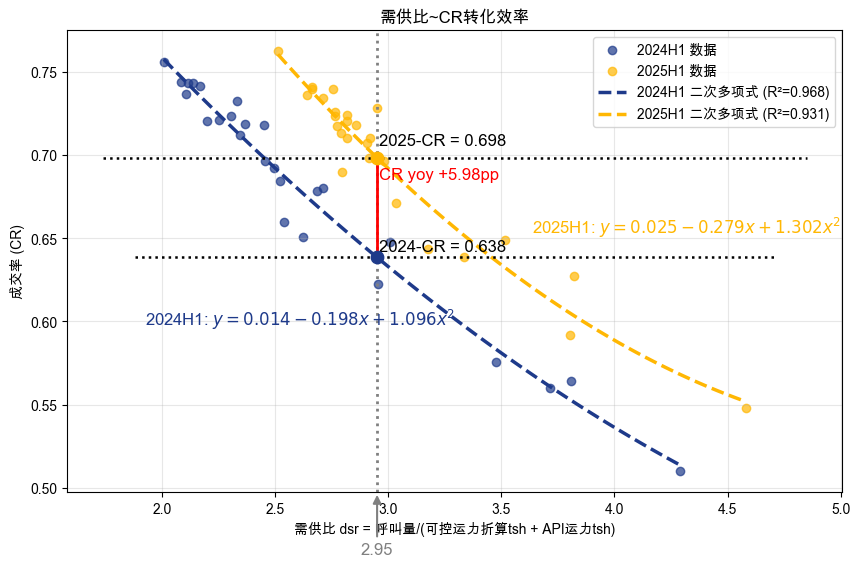 需供比~CR转化效率
2024H1 数据
2025H1 数据
2024H1 二次多项式 (R²=0.968)
2025H1 二次多项式 (R²=0.931)
成交率 (CR)
0.75
0.70
0.65
0.60
0.55
0.50
2025-CR = 0.698
CR yoy +5.98pp
2025H1: y = 0.025 − 0.279x + 1.302x²
2024-CR = 0.638
2024H1: y = 0.014 − 0.198x + 1.096x²
2.0
2.5
3.0
3.5
4.0
4.5
5.0
需供比 dsr = 呼叫量/(可控运力折算tsh + API运力tsh)
2.95